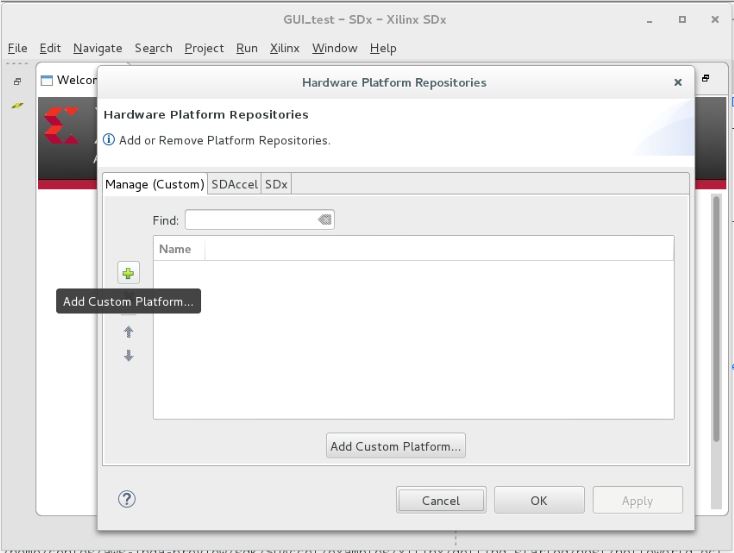 GUI_test – SDx – Xilinx SDx
File Edit Navigate Search Project Run Xilinx Window Help
Hardware Platform Repositories
Hardware Platform Repositories
Add or Remove Platform Repositories.
Manage (Custom) SDAccel SDx
Find:
Name
Add Custom Platform...
Add Custom Platform...
Cancel OK Apply